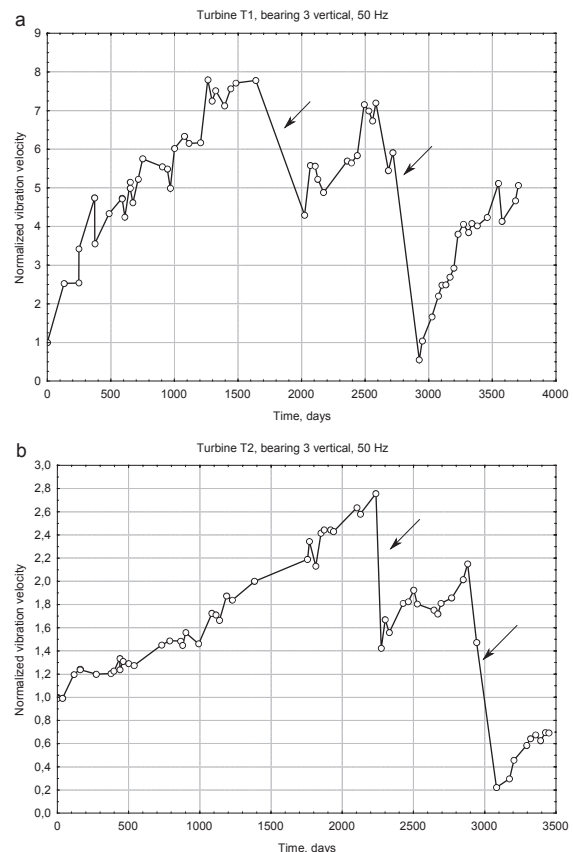 a
Turbine T1, bearing 3 vertical, 50 Hz
Normalized vibration velocity
9
8
7
6
5
4
3
2
1
0
0 500 1000 1500 2000 2500 3000 3500 4000
Time, days
b
Turbine T2, bearing 3 vertical, 50 Hz
Normalized vibration velocity
3,0
2,8
2,6
2,4
2,2
2,0
1,8
1,6
1,4
1,2
1,0
0,8
0,6
0,4
0,2
0,0
0 500 1000 1500 2000 2500 3000 3500
Time, days